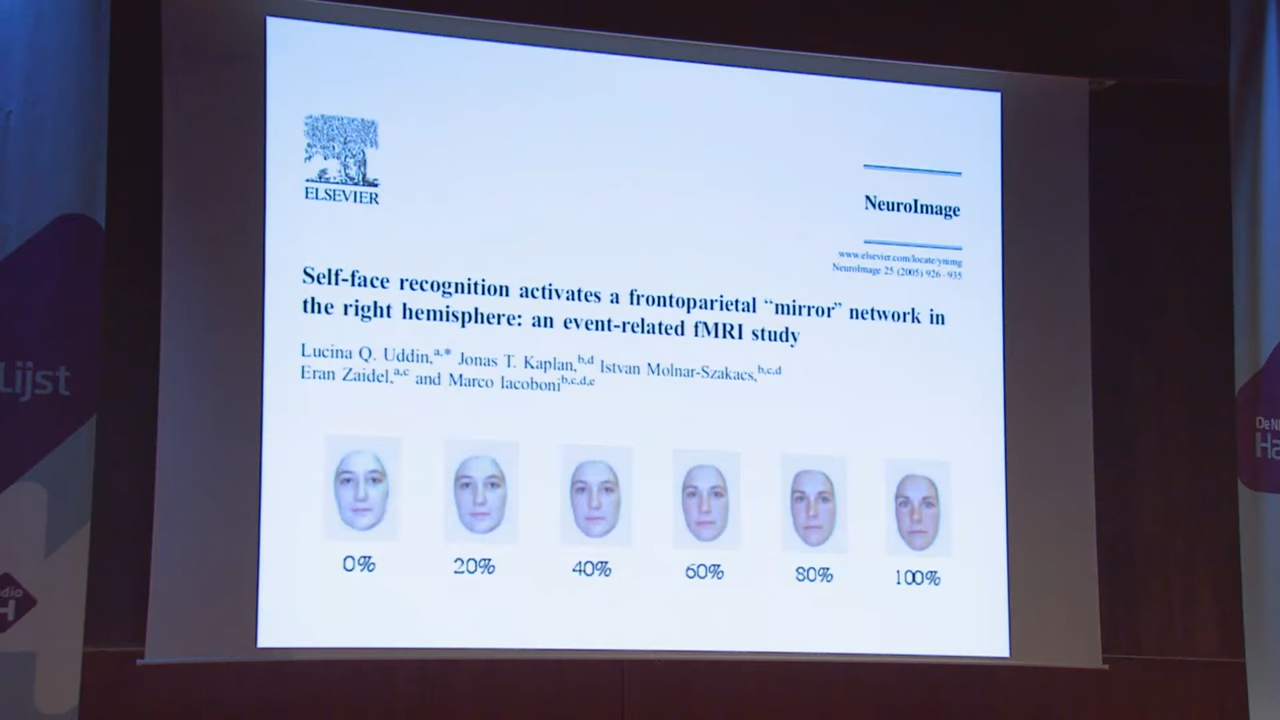 ELSEVIER
NeuroImage
www.elsevier.com/locate/ynimg
NeuroImage 25 (2005) 926 - 935
Self-face recognition activates a frontoparietal “mirror” network in
the right hemisphere: an event-related fMRI study
Lucina Q. Uddin,a,* Jonas T. Kaplan,b,d Istvan Molnar-Szakacs,b,c,d
Eran Zaidel,a,c and Marco Iacobonib,c,d,e
0% 20% 40% 60% 80% 100%
Lijst